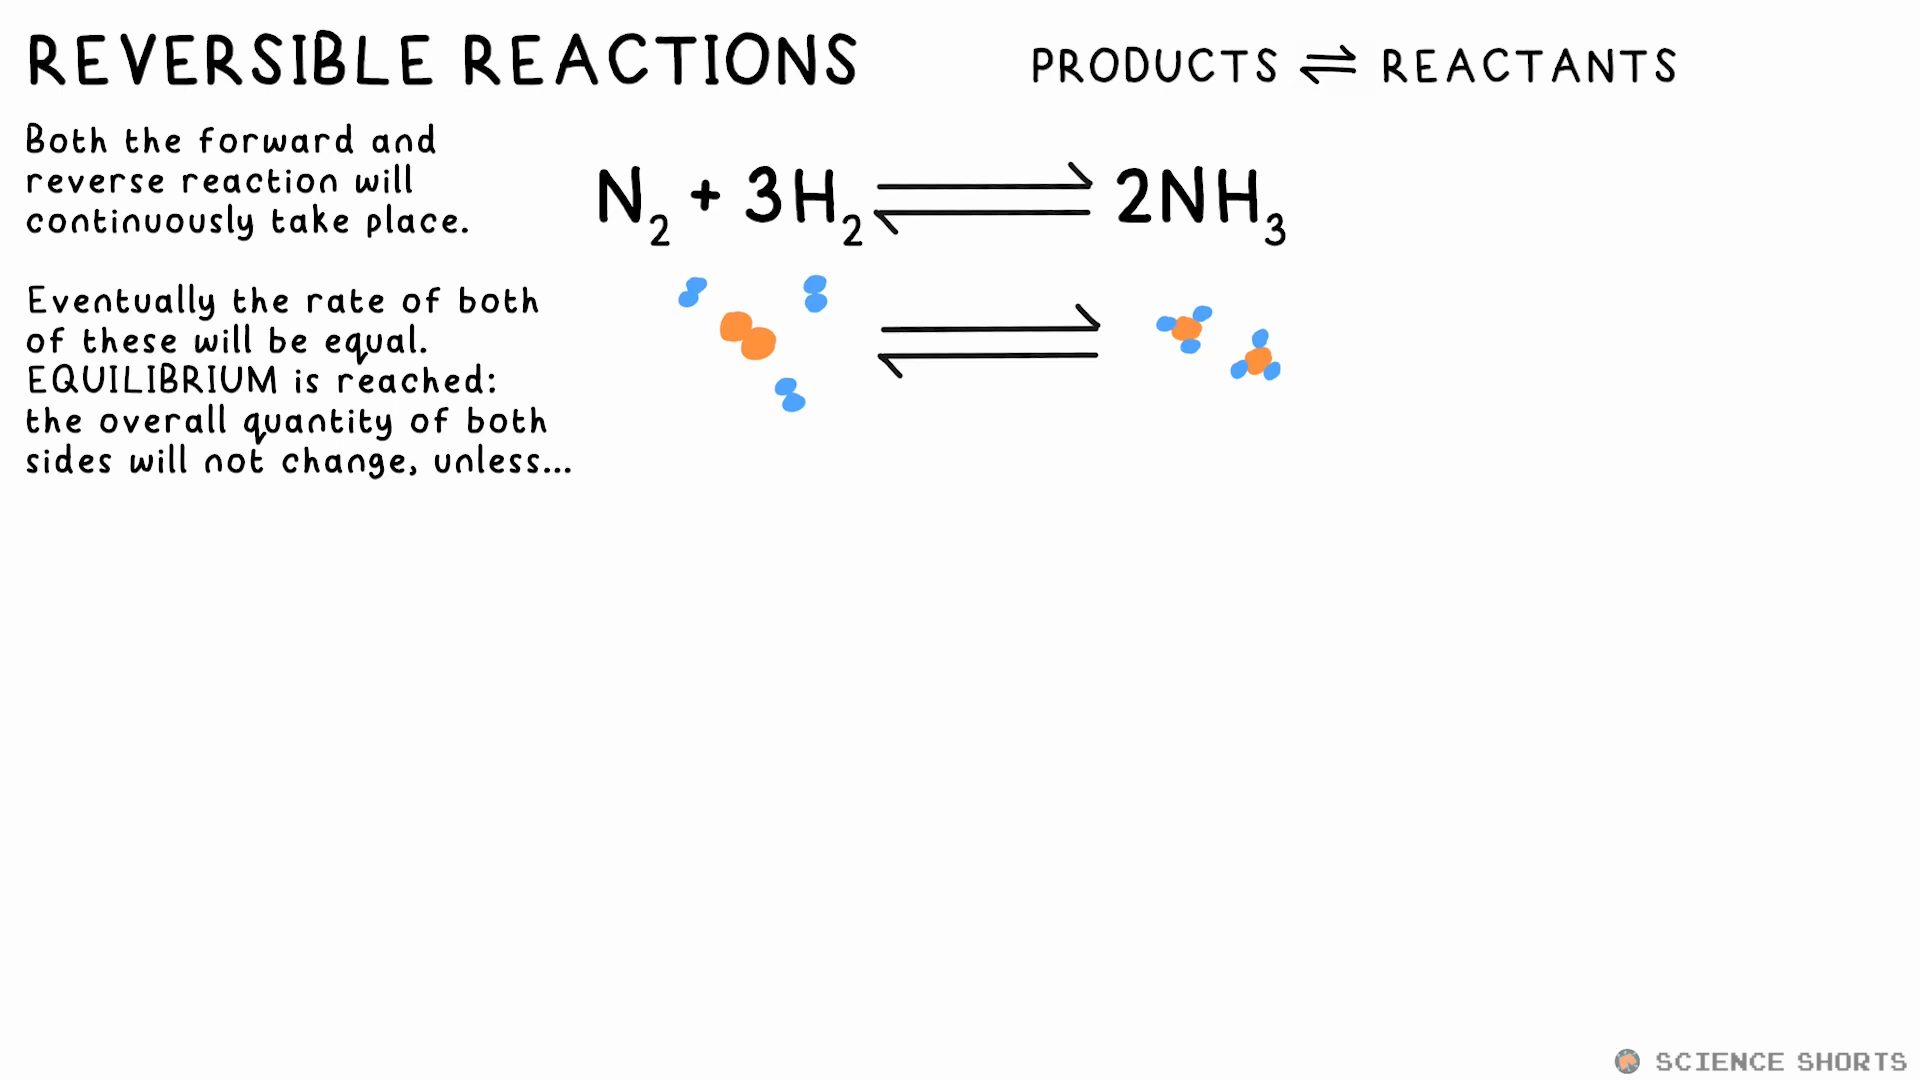 REVERSIBLE REACTIONS
PRODUCTS ⇌ REACTANTS
Both the forward and
reverse reaction will
continuously take place.
N₂ + 3H₂ ⇌ 2NH₃
Eventually the rate of both
of these will be equal.
EQUILIBRIUM is reached:
the overall quantity of both
sides will not change, unless...
SCIENCE SHORTS